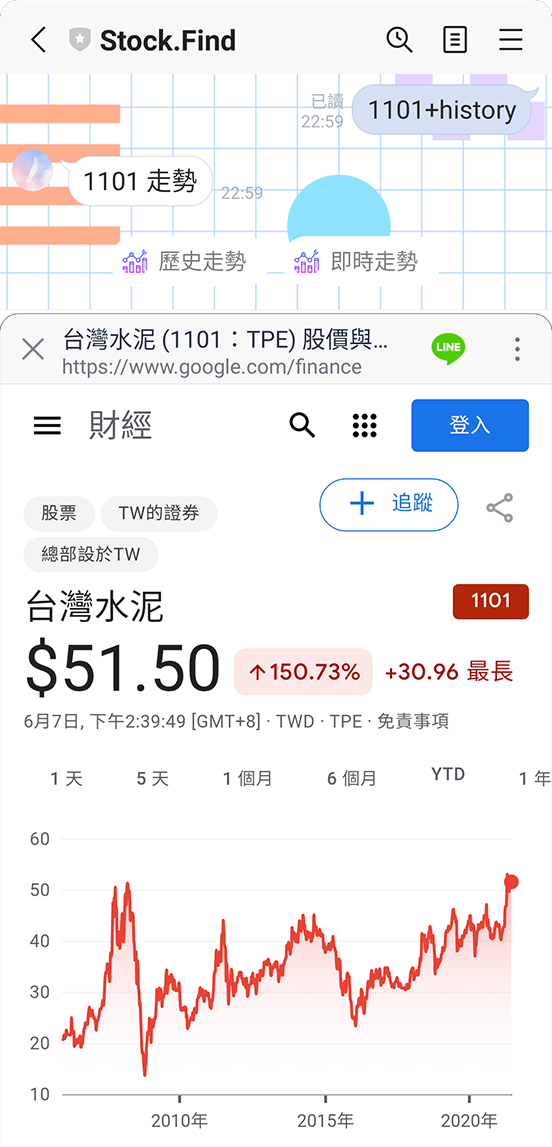 Stock.Find
已讀
22:59
1101+history
1101 走勢
22:59
歷史走勢
即時走勢
台灣水泥 (1101：TPE) 股價與...
https://www.google.com/finance
LINE
財經
登入
股票
TW的證券
追蹤
總部設於TW
台灣水泥
1101
$51.50
↑150.73%
+30.96 最長
6月7日, 下午2:39:49 [GMT+8] · TWD · TPE · 免責事項
1 天
5 天
1 個月
6 個月
YTD
1 年
60
50
40
30
20
10
2010年
2015年
2020年